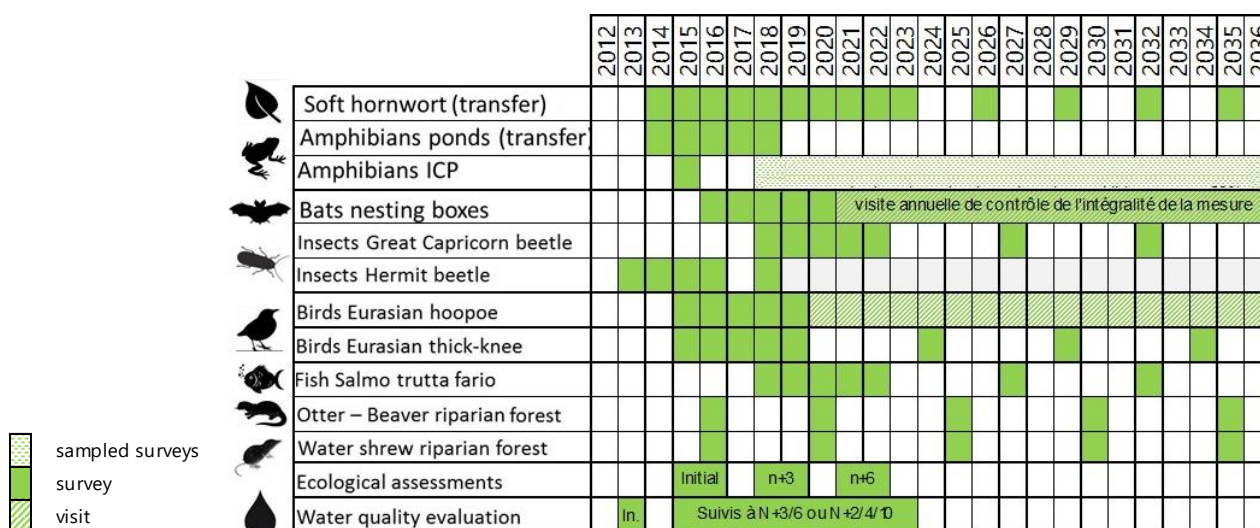 2012 2013 2014 2015 2016 2017 2018 2019 2020 2021 2022 2023 2024 2025 2026 2027 2028 2029 2030 2031 2032 2033 2034 2035 2036
Soft hornwort (transfer)
Amphibians ponds (transfer)
Amphibians ICP
Bats nesting boxes visite annuelle de contrôle de l'intégralité de la mesure
Insects Great Capricorn beetle
Insects Hermit beetle
Birds Eurasian hoopoe
Birds Eurasian thick-knee
Fish Salmo trutta fario
Otter – Beaver riparian forest
Water shrew riparian forest
Ecological assessments Initial n+3 n+6
Water quality evaluation In. Suivis à N +3/6 ou N +2/4/10
sampled surveys
survey
visit